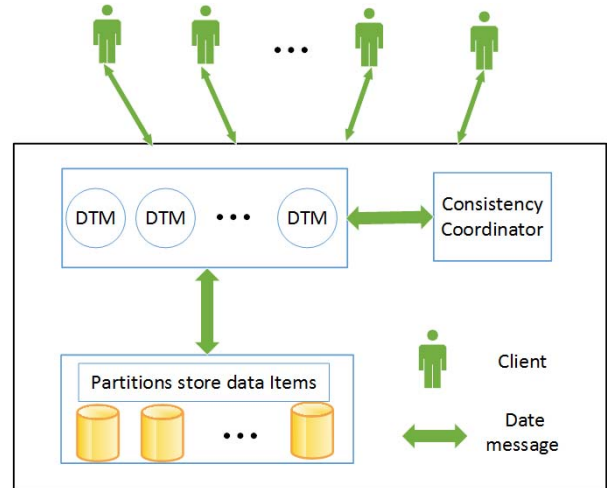 ...
DTM DTM ... DTM
Consistency
Coordinator
Partitions store data Items
...
Client
Date
message